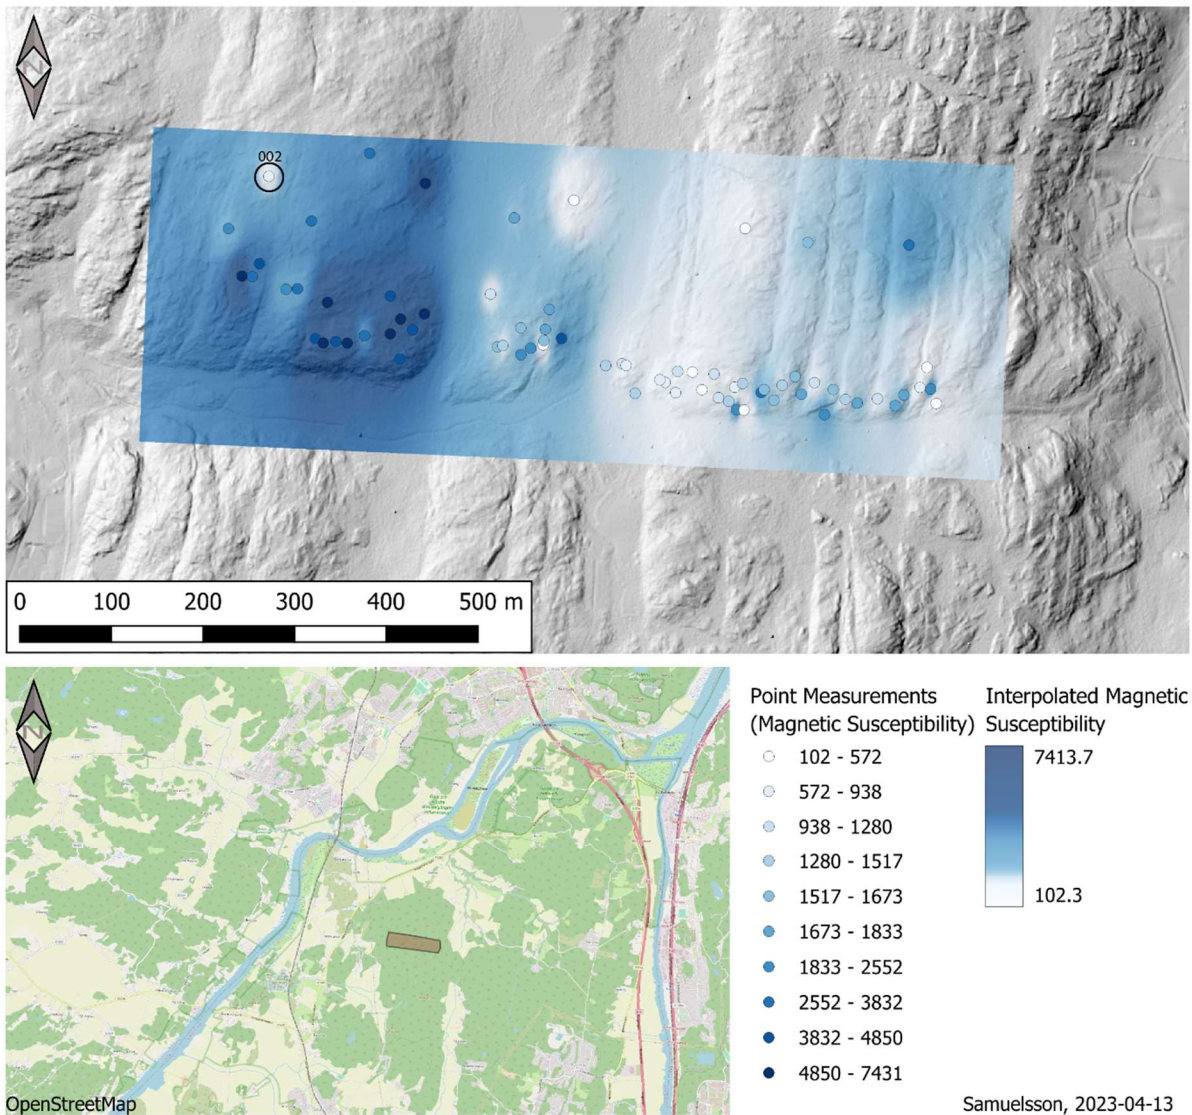 N
002
0 100 200 300 400 500 m
N
OpenStreetMap
Point Measurements
(Magnetic Susceptibility)
102 - 572
572 - 938
938 - 1280
1280 - 1517
1517 - 1673
1673 - 1833
1833 - 2552
2552 - 3832
3832 - 4850
4850 - 7431
Interpolated Magnetic
Susceptibility
7413.7
102.3
Samuelsson, 2023-04-13